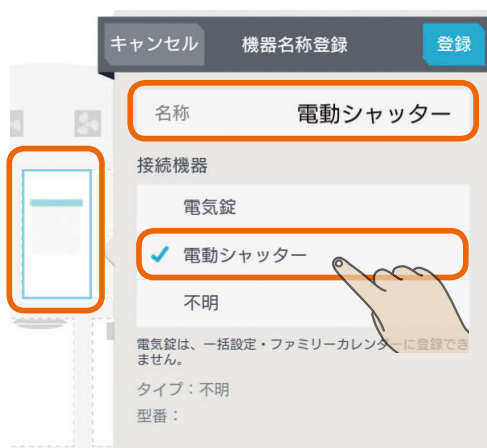 キャンセル 機器名称登録 登録
名称 電動シャッター
接続機器
電気錠
電動シャッター
不明
電気錠は、一括設定・ファミリーカレンダーに登録でき
ません。
タイプ：不明
型番：